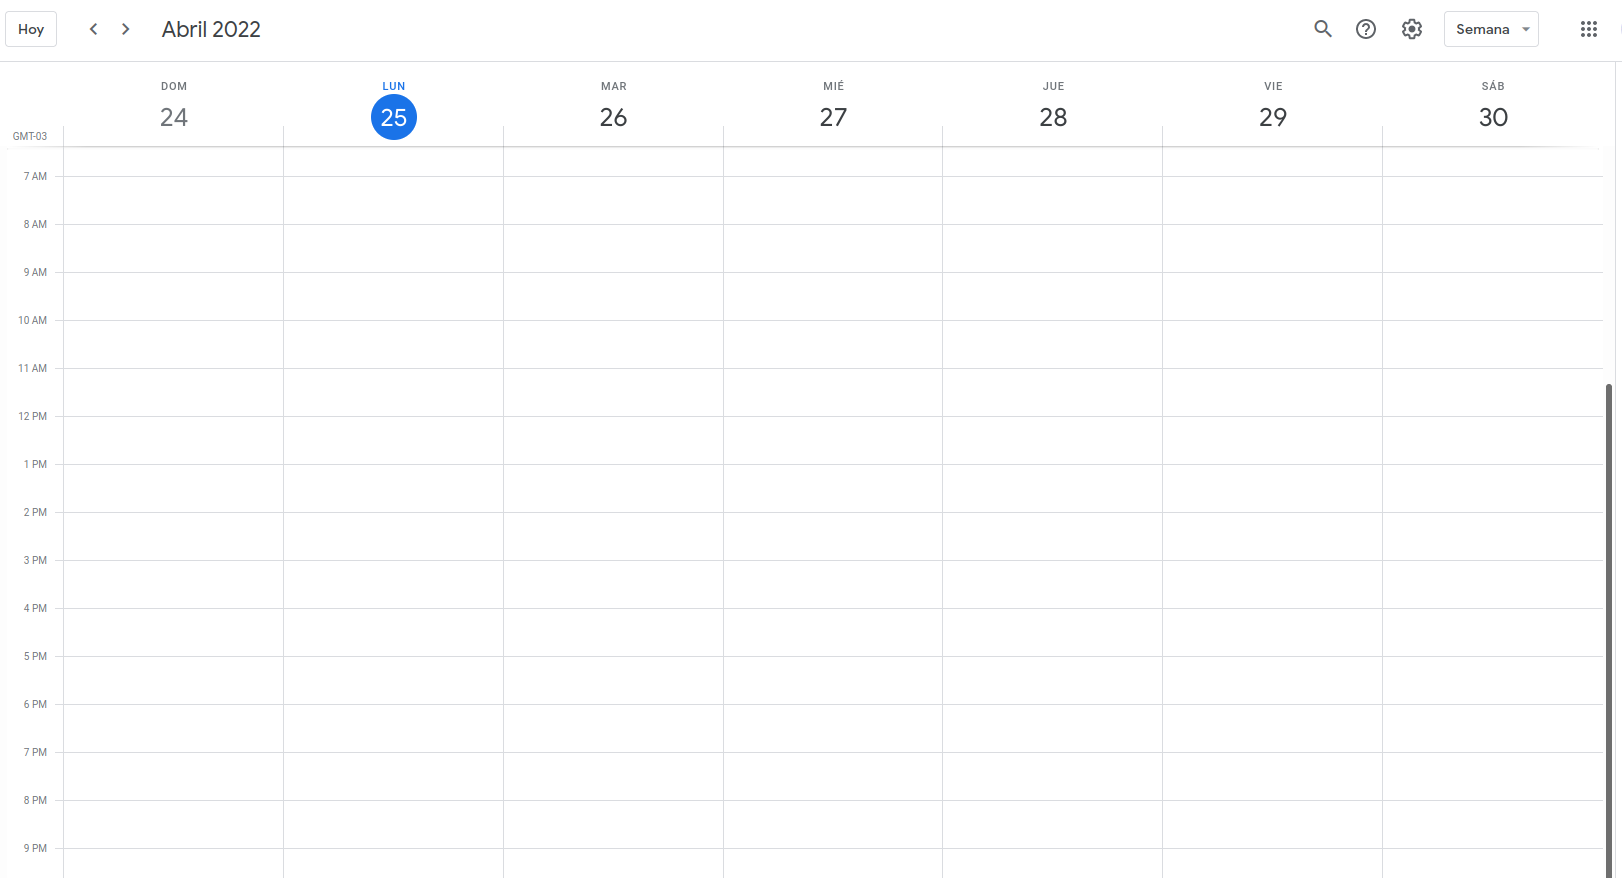 Hoy Abril 2022 Semana
DOM LUN MAR MIÉ JUE VIE SÁB
24 25 26 27 28 29 30
GMT-03
7 AM
8 AM
9 AM
10 AM
11 AM
12 PM
1 PM
2 PM
3 PM
4 PM
5 PM
6 PM
7 PM
8 PM
9 PM